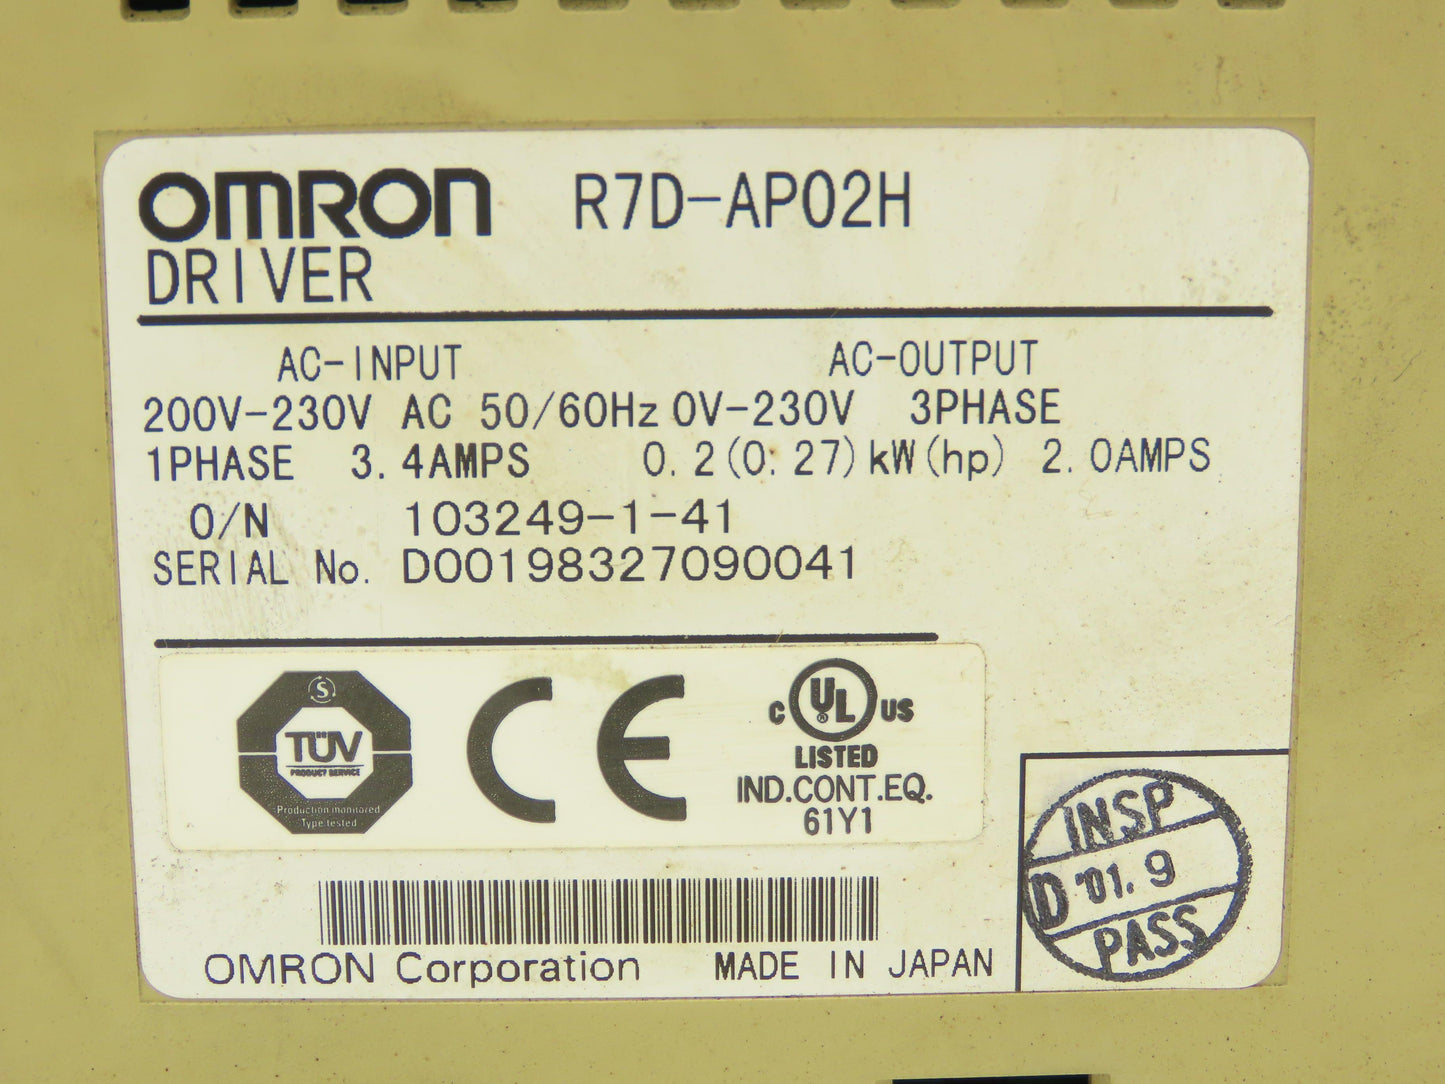 OMRON R7D-AP02H
DRIVER
AC-INPUT AC-OUTPUT
200V-230V AC 50/60Hz 0V-230V 3PHASE
1PHASE 3.4AMPS 0.2(0.27)kW(hp) 2.0AMPS
O/N 103249-1-41
SERIAL No. D00198327090041
S
TÜV
PRODUCT SERVICE
Production monitored
Type tested
CE
C UL ® US
LISTED
IND.CONT.EQ.
61Y1
INSP
D '01.9
PASS
OMRON Corporation MADE IN JAPAN